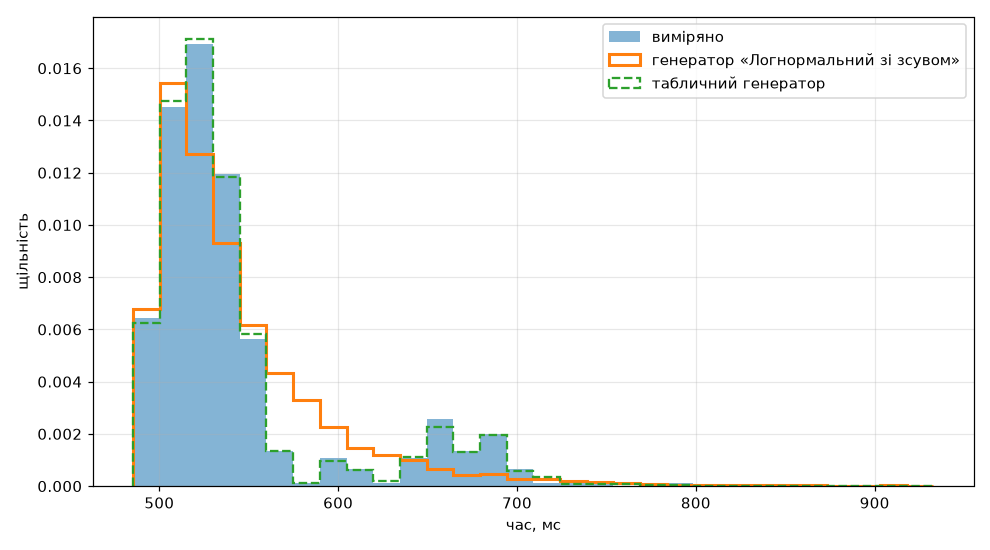 виміряно
генератор «Логнормальний зі зсувом»
табличний генератор
щільність
0.016
0.014
0.012
0.010
0.008
0.006
0.004
0.002
0.000
500 600 700 800 900
час, мс